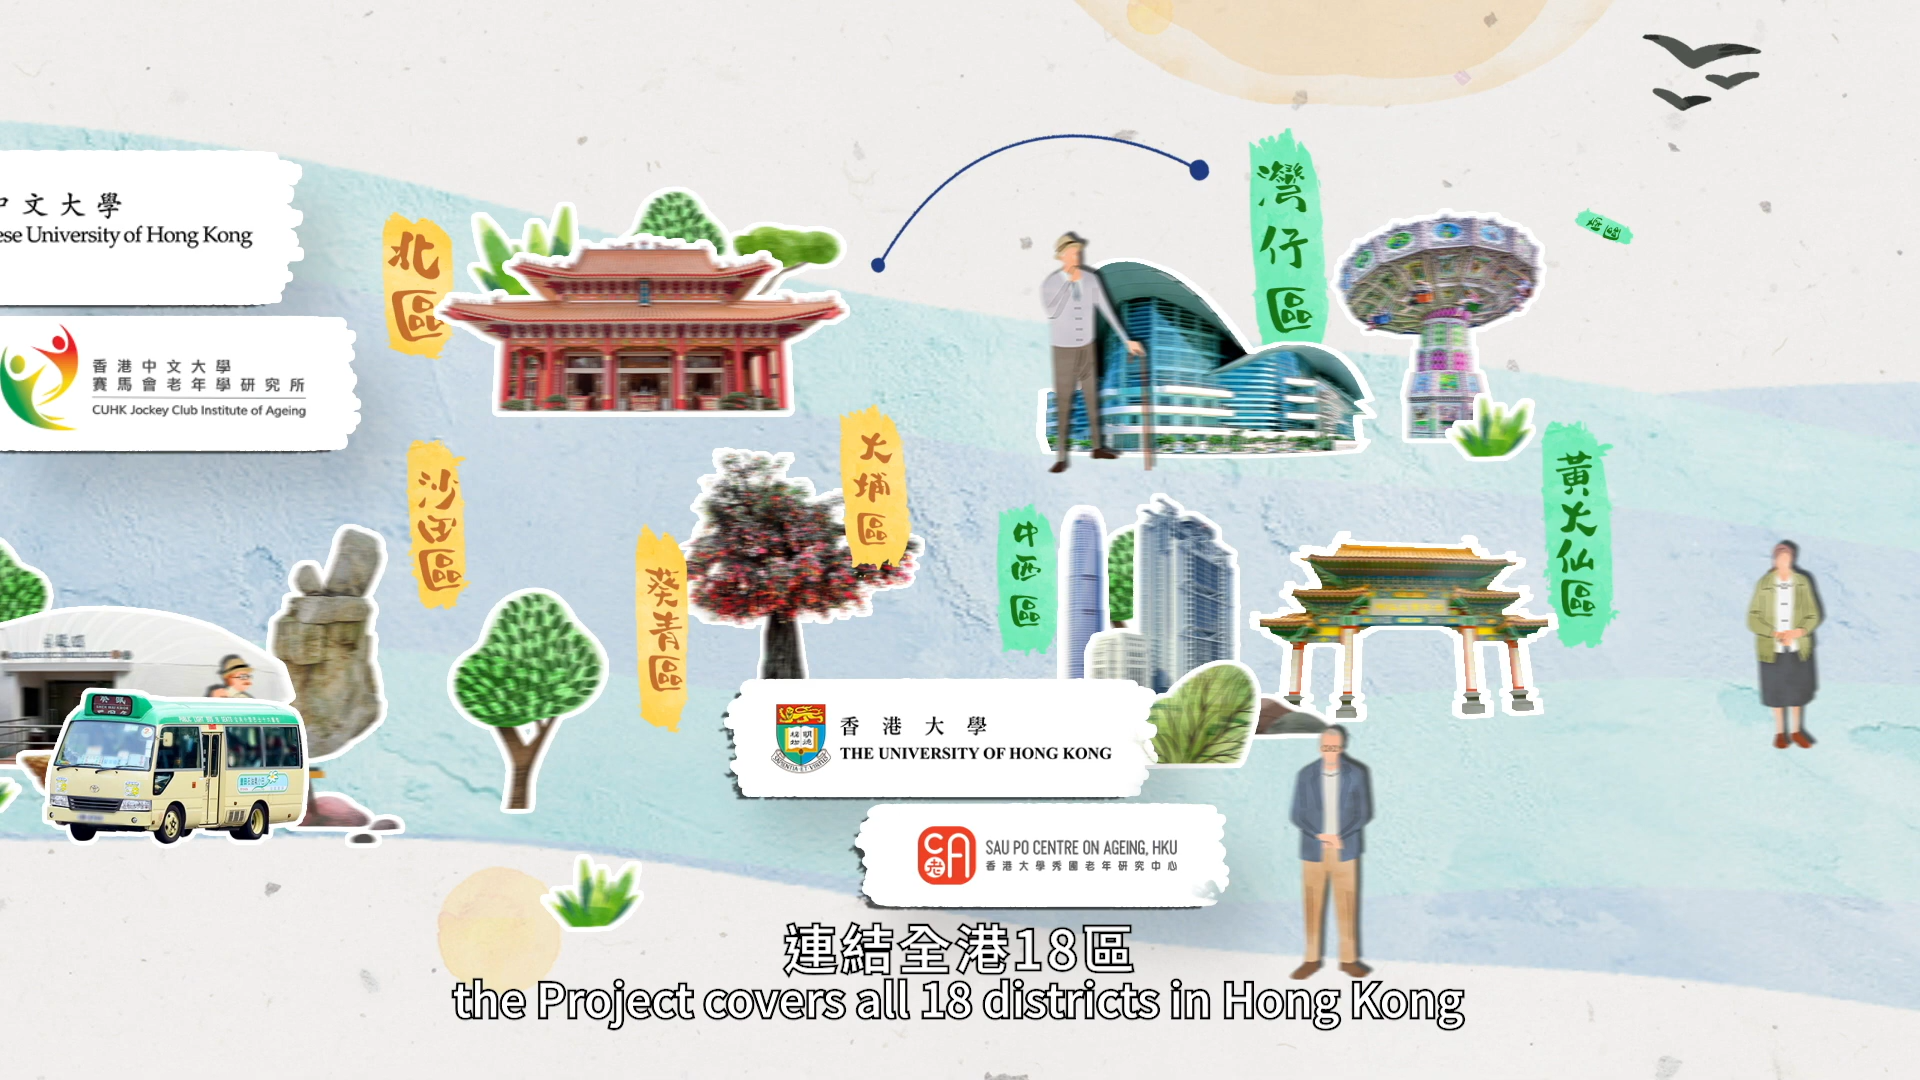 中文大學
ese University of Hong Kong
香港中文大學
賽馬會老年學研究所
CUHK Jockey Club Institute of Ageing
北區
沙田區
葵青區
大埔區
灣仔區
中西區
黃大仙區
香港大學
THE UNIVERSITY OF HONG KONG
SAU PO CENTRE ON AGEING, HKU
香港大學秀圃老年研究中心
連結全港18區
the Project covers all 18 districts in Hong Kong